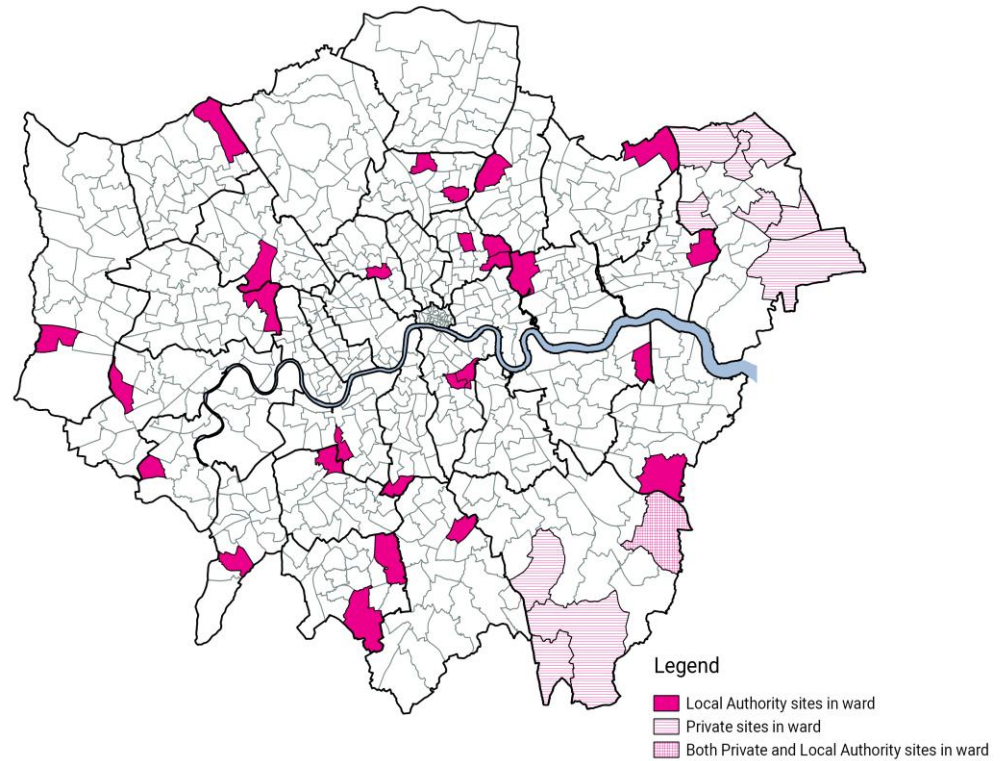 Legend
Local Authority sites in ward
Private sites in ward
Both Private and Local Authority sites in ward